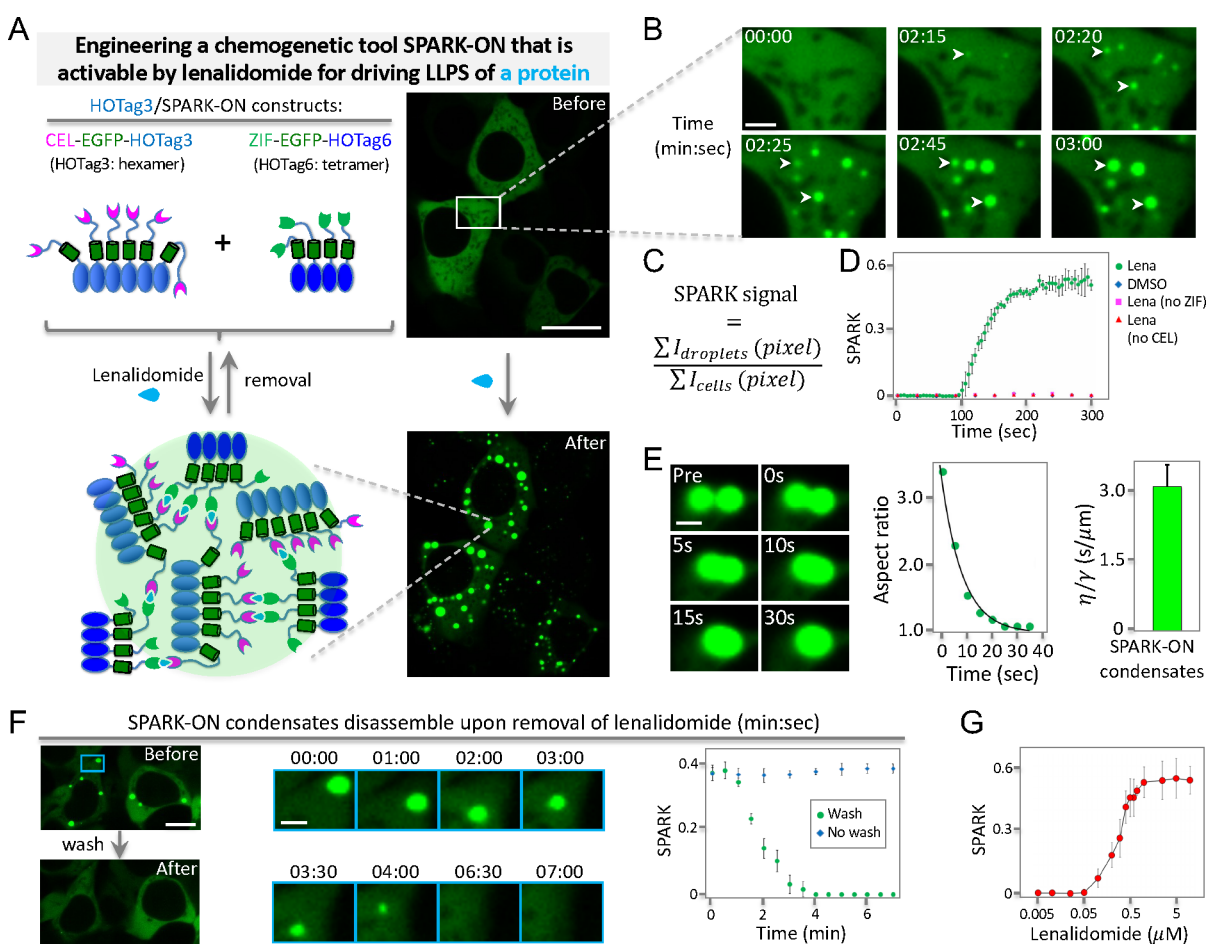 A
Engineering a chemogenetic tool SPARK-ON that is
activable by lenalidomide for driving LLPS of a protein
HOTag3/SPARK-ON constructs:
CEL-EGFP-HOTag3
(HOTag3: hexamer)
ZIF-EGFP-HOTag6
(HOTag6: tetramer)
+
Lenalidomide
removal
Before
After
B
Time
(min:sec)
00:00
02:15
02:20
02:25
02:45
03:00
C
SPARK signal
=
∑ I_droplets (pixel)
∑ I_cells (pixel)
D
SPARK
0.6
0.3
0
0
100
200
300
Time (sec)
Lena
DMSO
Lena (no ZIF)
Lena
(no CEL)
E
Pre
0s
5s
10s
15s
30s
Aspect ratio
3.0
2.0
1.0
0
10
20
30
40
Time (sec)
η/γ (s/μm)
3.0
1.5
0
SPARK-ON
condensates
F
SPARK-ON condensates disassemble upon removal of lenalidomide (min:sec)
Before
wash
After
00:00
01:00
02:00
03:00
03:30
04:00
06:30
07:00
SPARK
0.4
0.2
0
0
2
4
6
Time (min)
Wash
No wash
G
SPARK
0.6
0.3
0
0.005
0.05
0.5
5
Lenalidomide (μM)